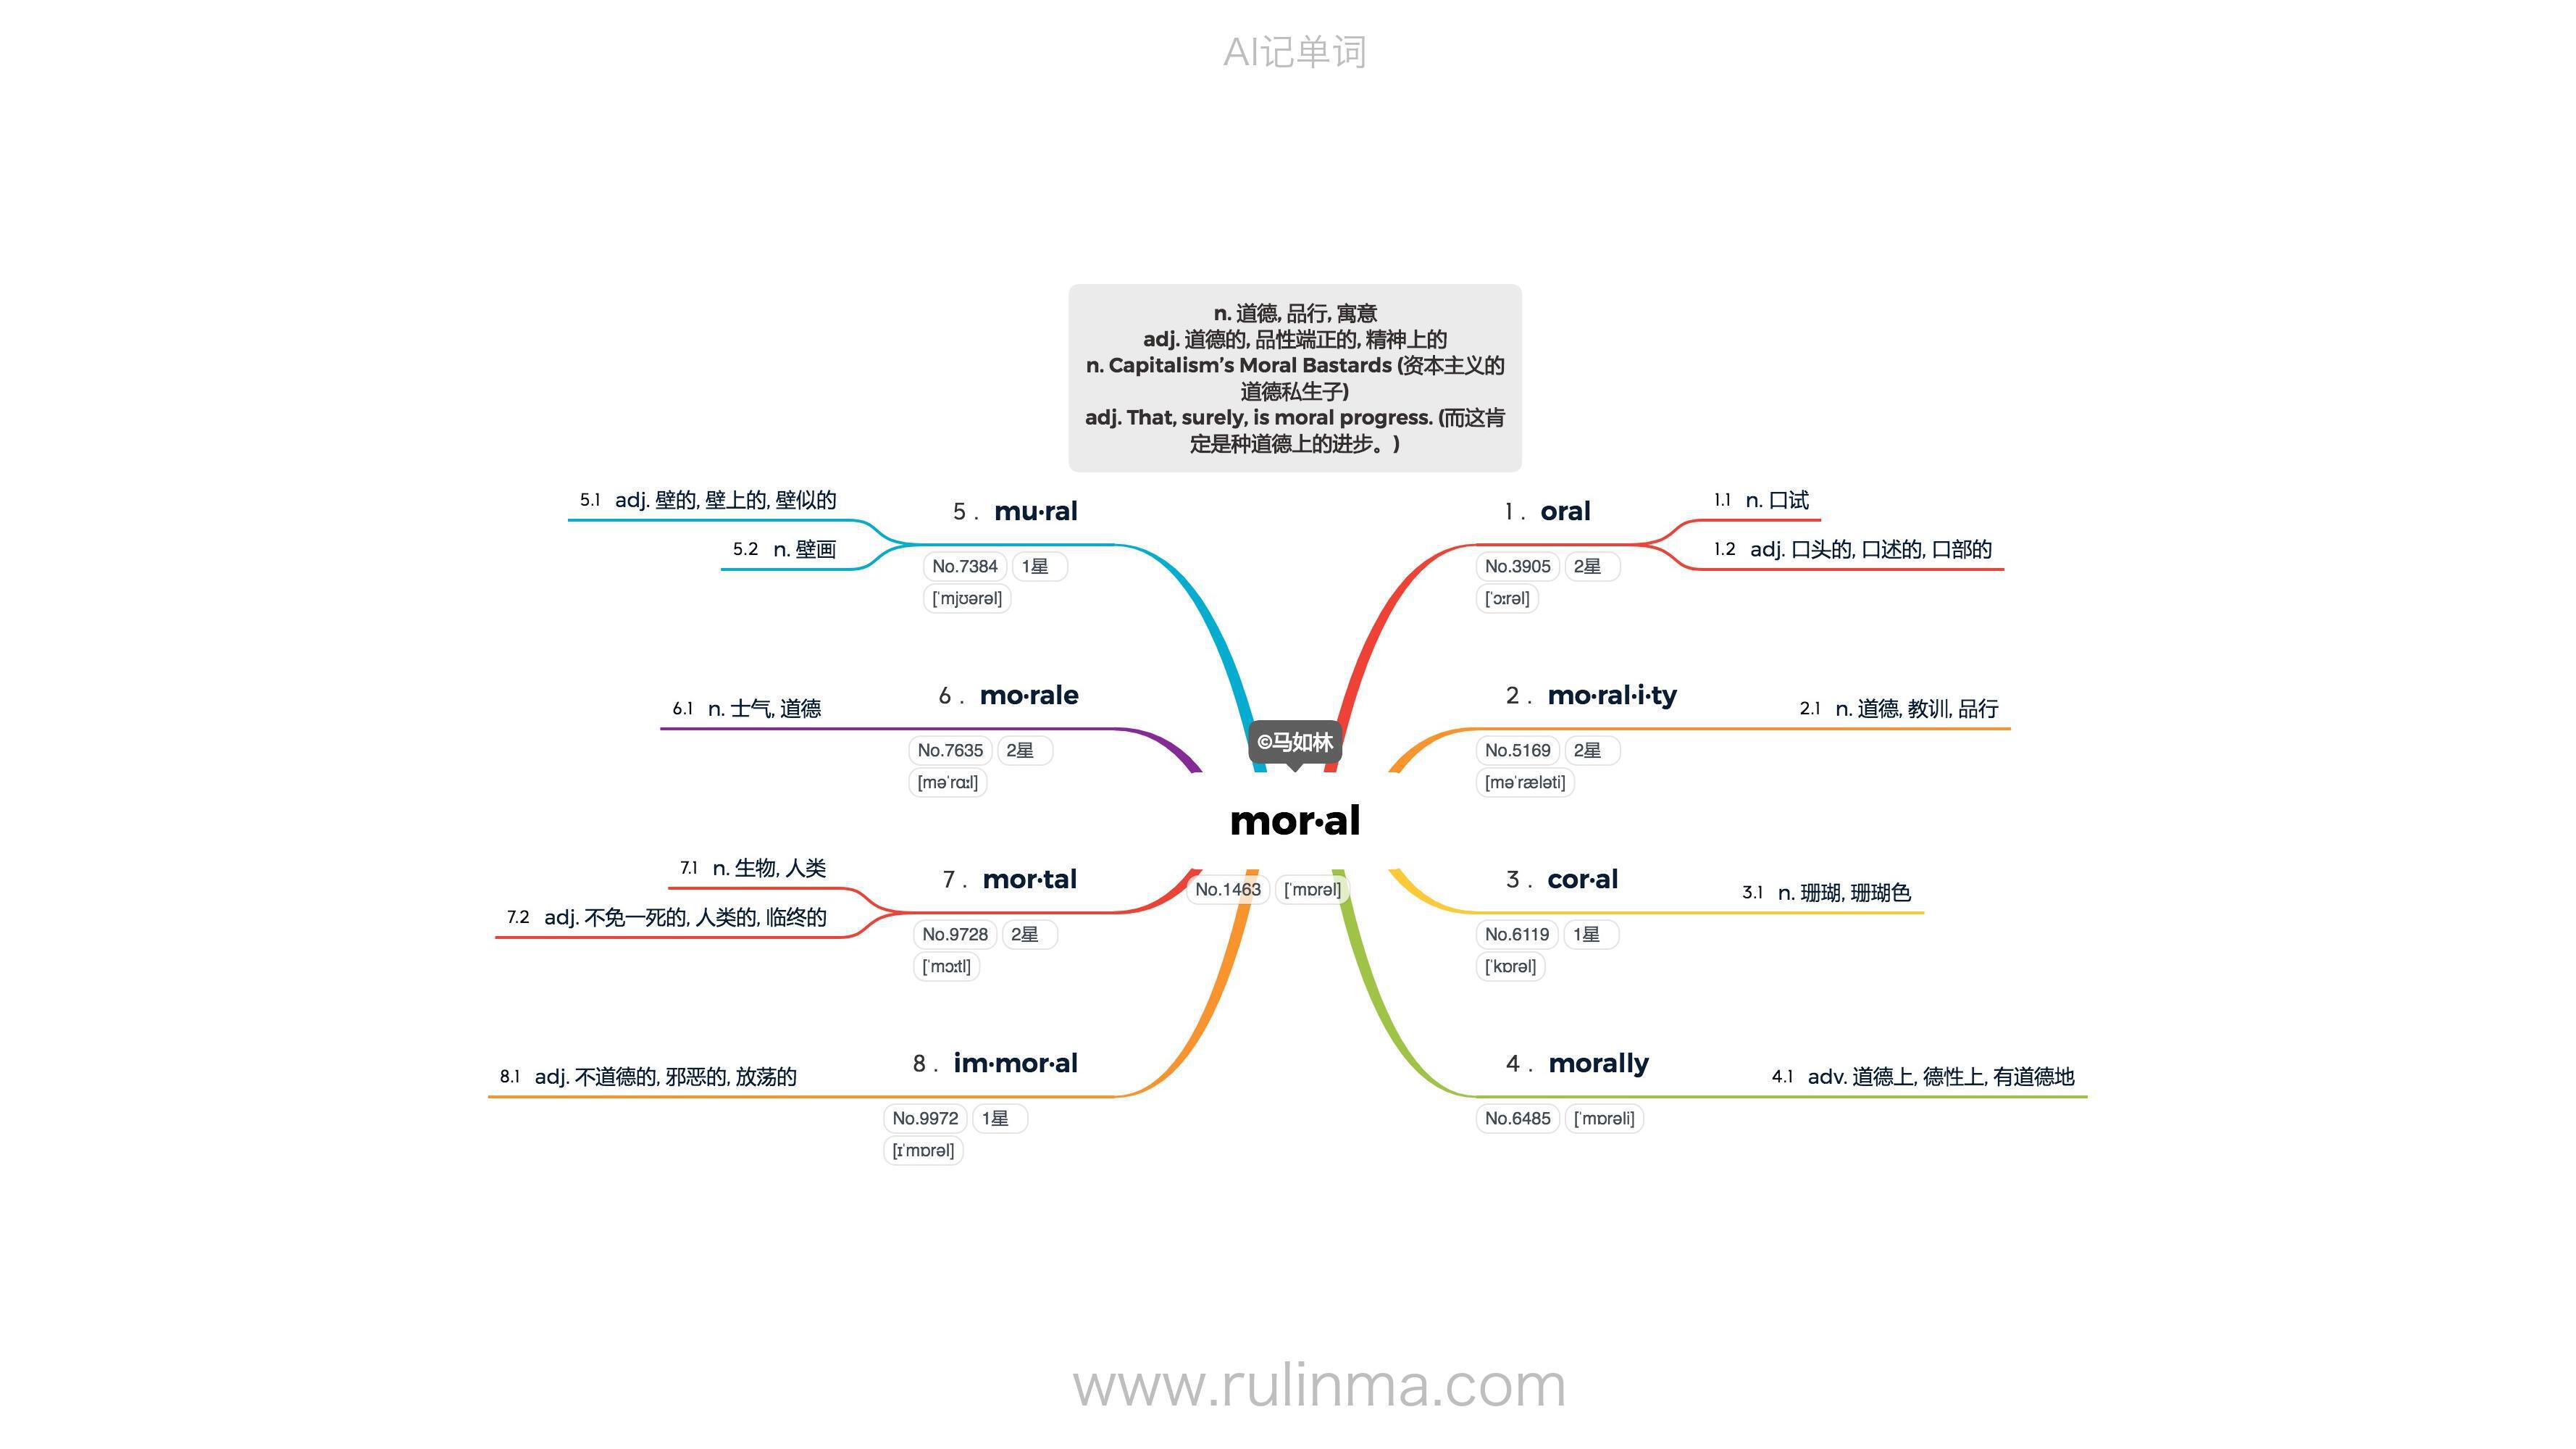 AI记单词
n. 道德, 品行, 寓意
adj. 道德的, 品性端正的, 精神上的
n. Capitalism’s Moral Bastards (资本主义的
道德私生子)
adj. That, surely, is moral progress. (而这肯
定是种道德上的进步。)
©马如林
mor·al
No.1463 [ˈmɒrəl]
1 . oral
No.3905 2星
[ˈɔːrəl]
1.1 n. 口试
1.2 adj. 口头的, 口述的, 口部的
2 . mo·ral·i·ty
No.5169 2星
[məˈræləti]
2.1 n. 道德, 教训, 品行
3 . cor·al
No.6119 1星
[ˈkɒrəl]
3.1 n. 珊瑚, 珊瑚色
4 . morally
No.6485 [ˈmɒrəli]
4.1 adv. 道德上, 德性上, 有道德地
5 . mu·ral
No.7384 1星
[ˈmjʊərəl]
5.1 adj. 壁的, 壁上的, 壁似的
5.2 n. 壁画
6 . mo·rale
No.7635 2星
[məˈrɑːl]
6.1 n. 士气, 道德
7 . mor·tal
No.9728 2星
[ˈmɔːtl]
7.1 n. 生物, 人类
7.2 adj. 不免一死的, 人类的, 临终的
8 . im·mor·al
No.9972 1星
[ɪˈmɒrəl]
8.1 adj. 不道德的, 邪恶的, 放荡的
www.rulinma.com